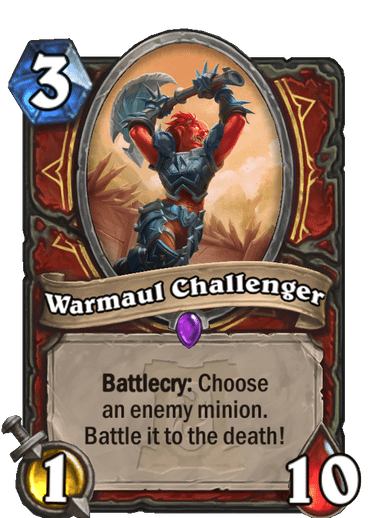 3
Warmaul Challenger
Battlecry: Choose
an enemy minion.
Battle it to the death!
1
10